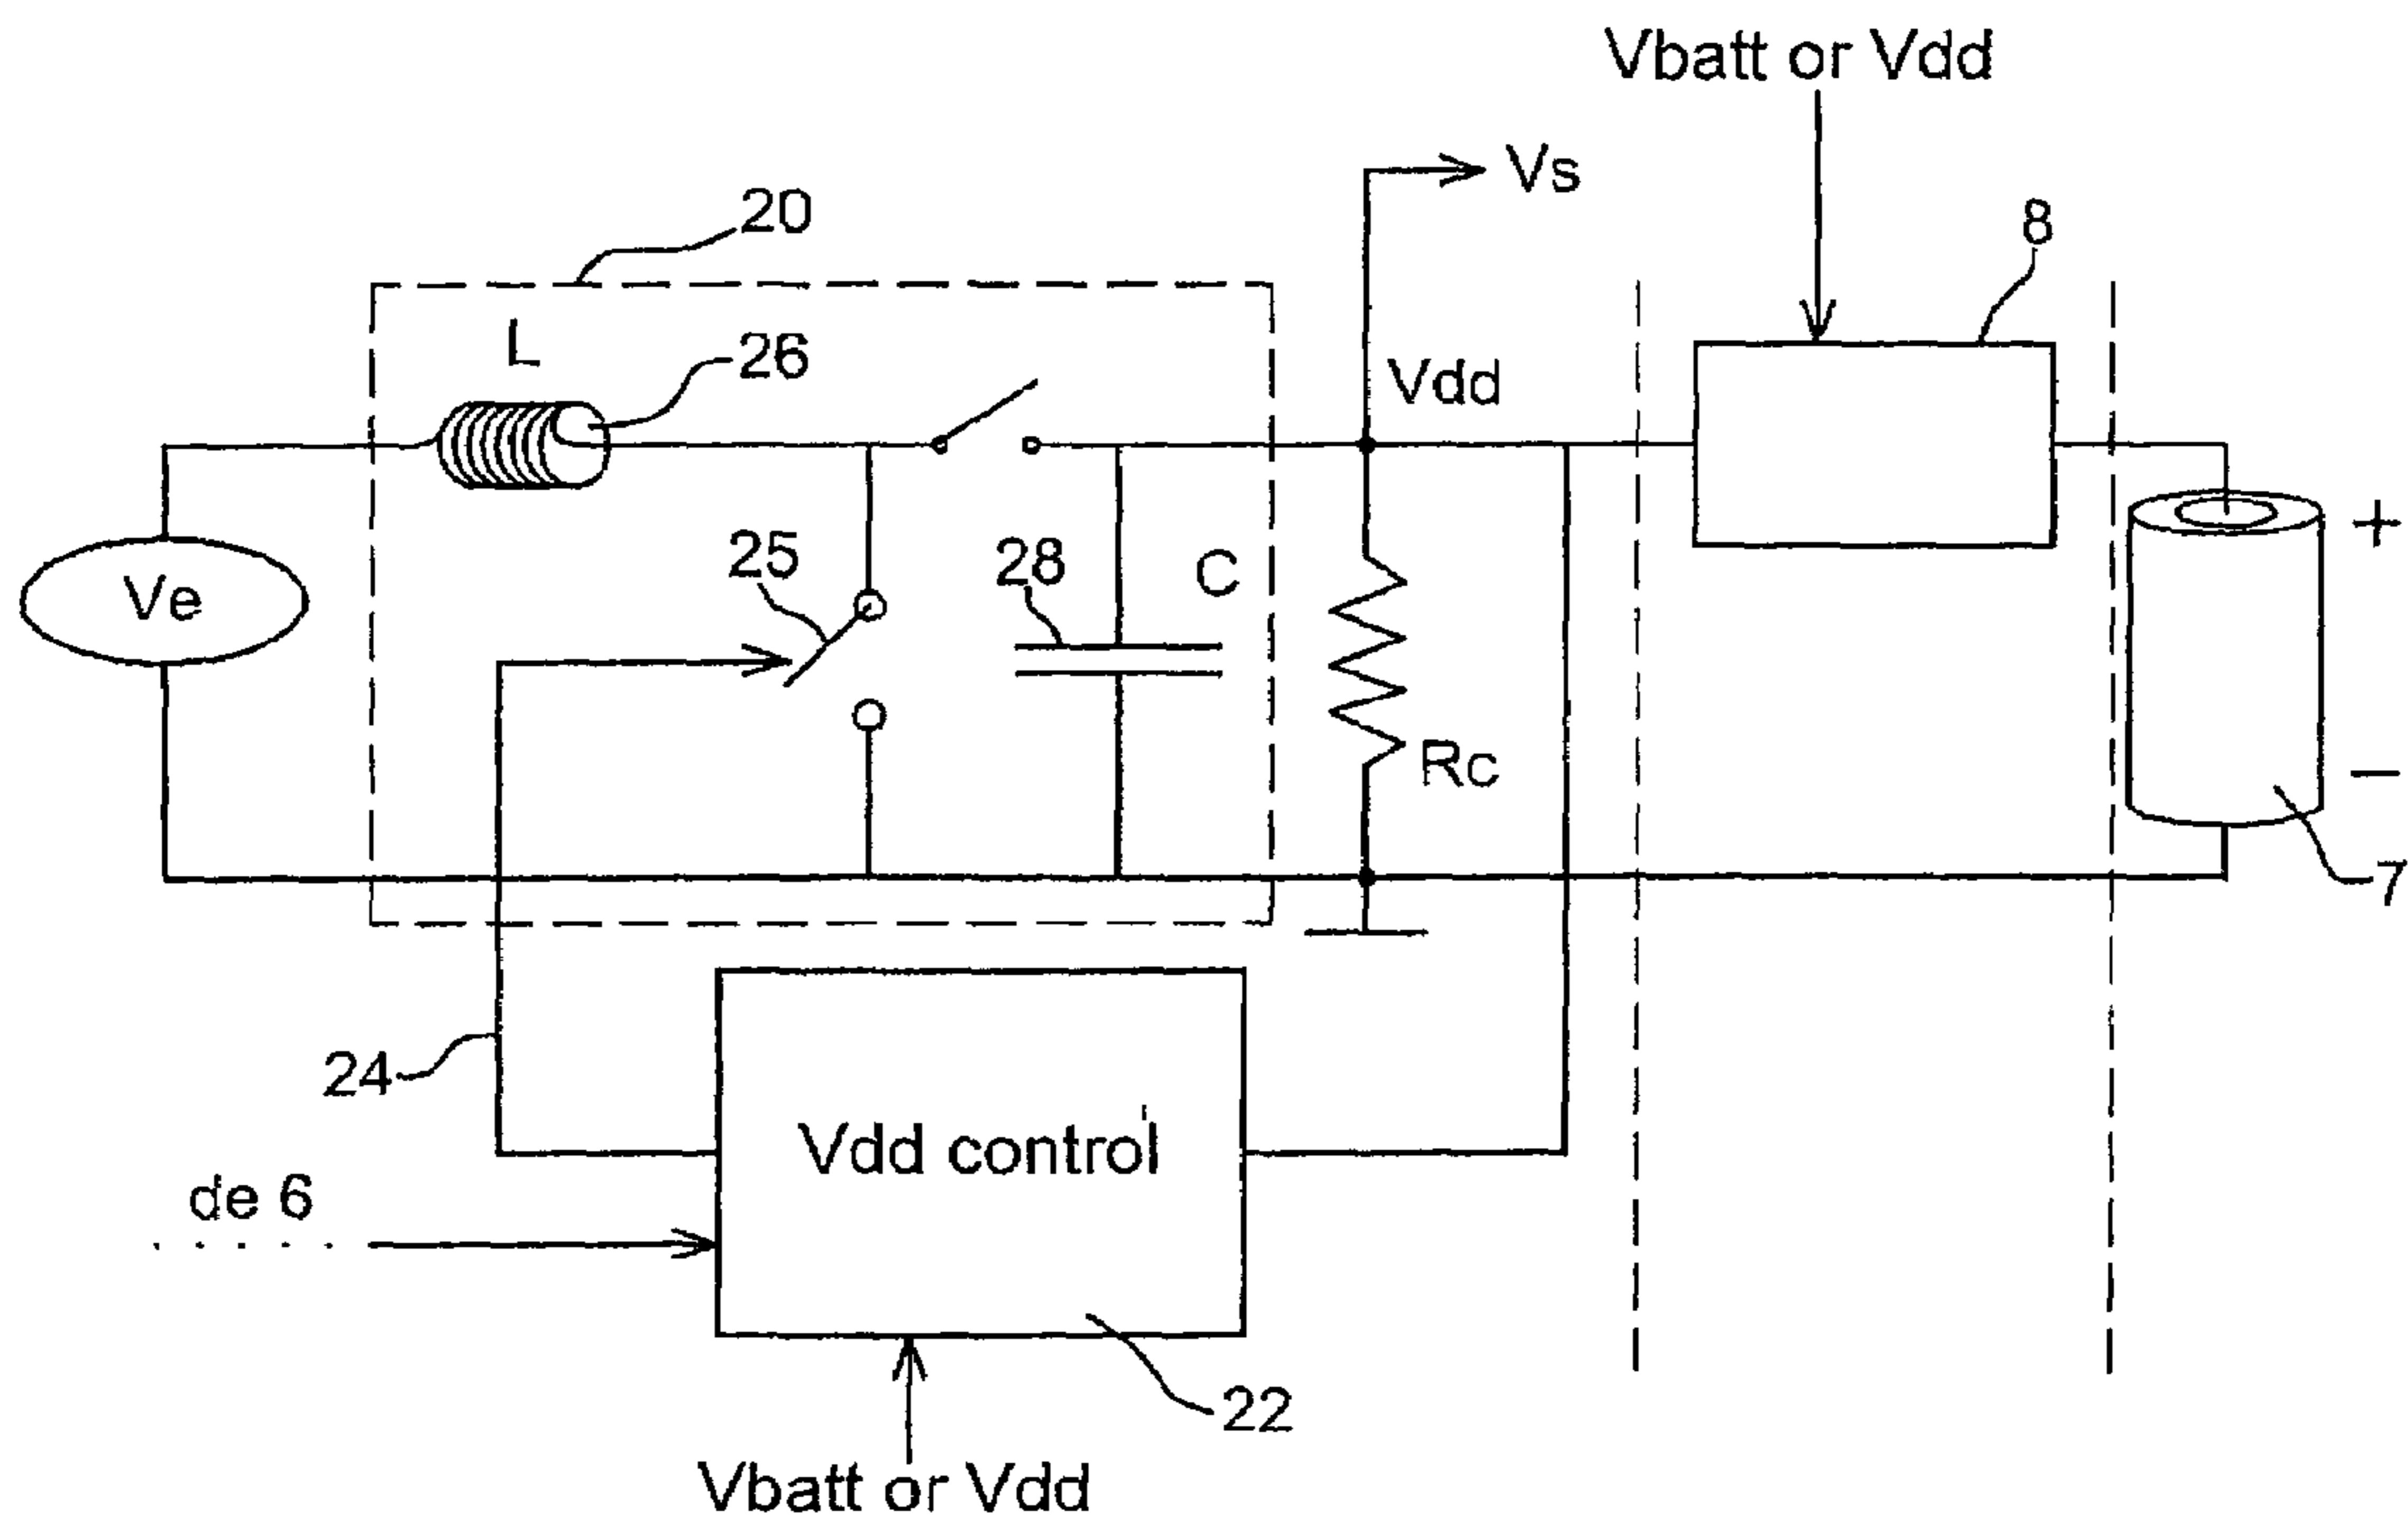 Vbatt or Vdd
Vs
20
8
L
26
Vdd
Ve
25
28
C
+
Rc
−
7
24
Vdd control
de 6
22
Vbatt or Vdd